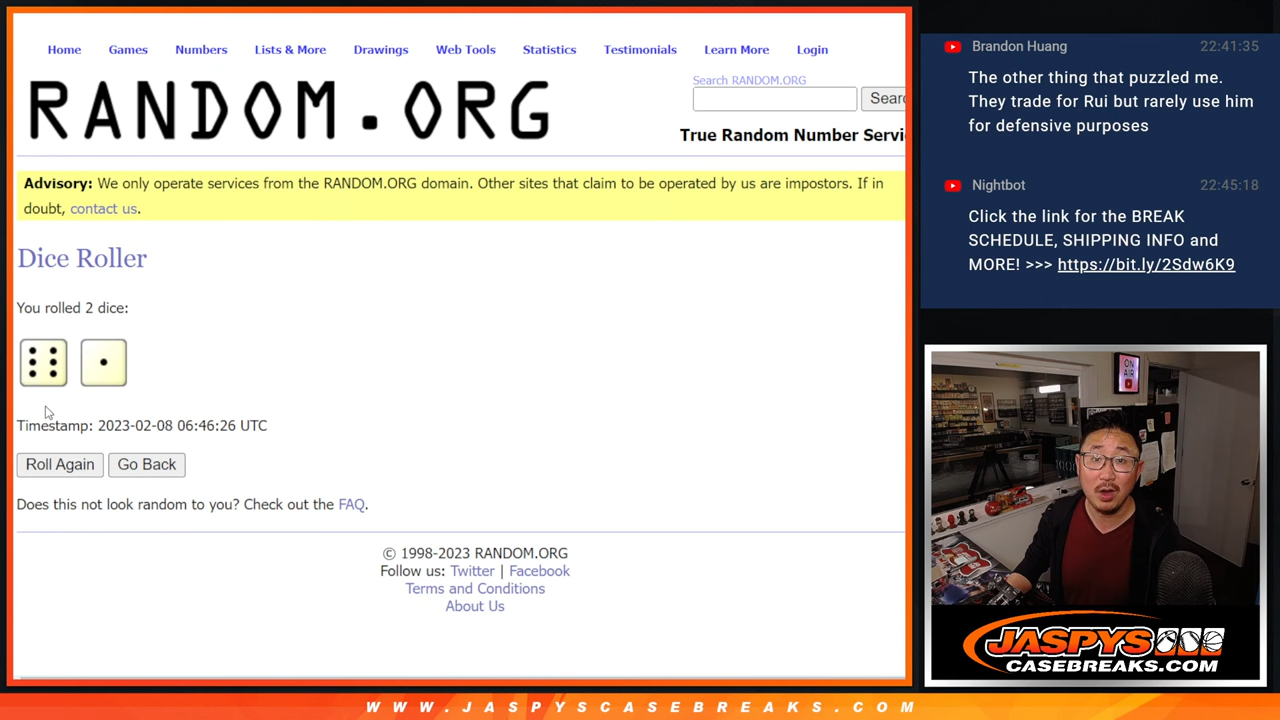 Home Games Numbers Lists & More Drawings Web Tools Statistics Testimonials Learn More Login
RANDOM.ORG
Search RANDOM.ORG
Searc
True Random Number Servi
Advisory: We only operate services from the RANDOM.ORG domain. Other sites that claim to be operated by us are impostors. If in
doubt, contact us.
Dice Roller
You rolled 2 dice:
Timestamp: 2023-02-08 06:46:26 UTC
Roll Again Go Back
Does this not look random to you? Check out the FAQ.
© 1998-2023 RANDOM.ORG
Follow us: Twitter | Facebook
Terms and Conditions
About Us
Brandon Huang 22:41:35
The other thing that puzzled me.
They trade for Rui but rarely use him
for defensive purposes
Nightbot 22:45:18
Click the link for the BREAK
SCHEDULE, SHIPPING INFO and
MORE! >>> https://bit.ly/2Sdw6K9
ON
AIR
JASPYS
CASEBREAKS.COM
WWW.JASPYSCASEBREAKS.COM